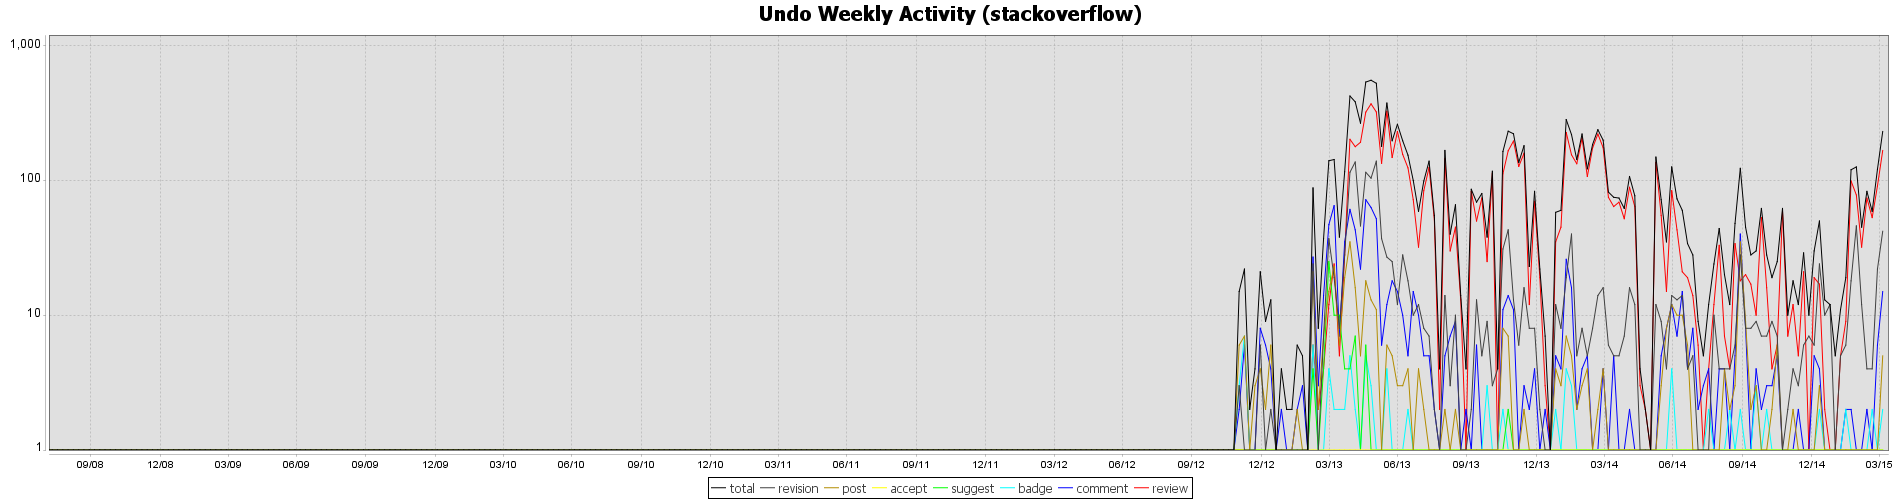 Undo Weekly Activity (stackoverflow)
1,000
100
10
1
09/08 12/08 03/09 06/09 09/09 12/09 03/10 06/10 09/10 12/10 03/11 06/11 09/11 12/11 03/12 06/12 09/12 12/12 03/13 06/13 09/13 12/13 03/14 06/14 09/14 12/14 03/15
total revision post accept suggest badge comment review